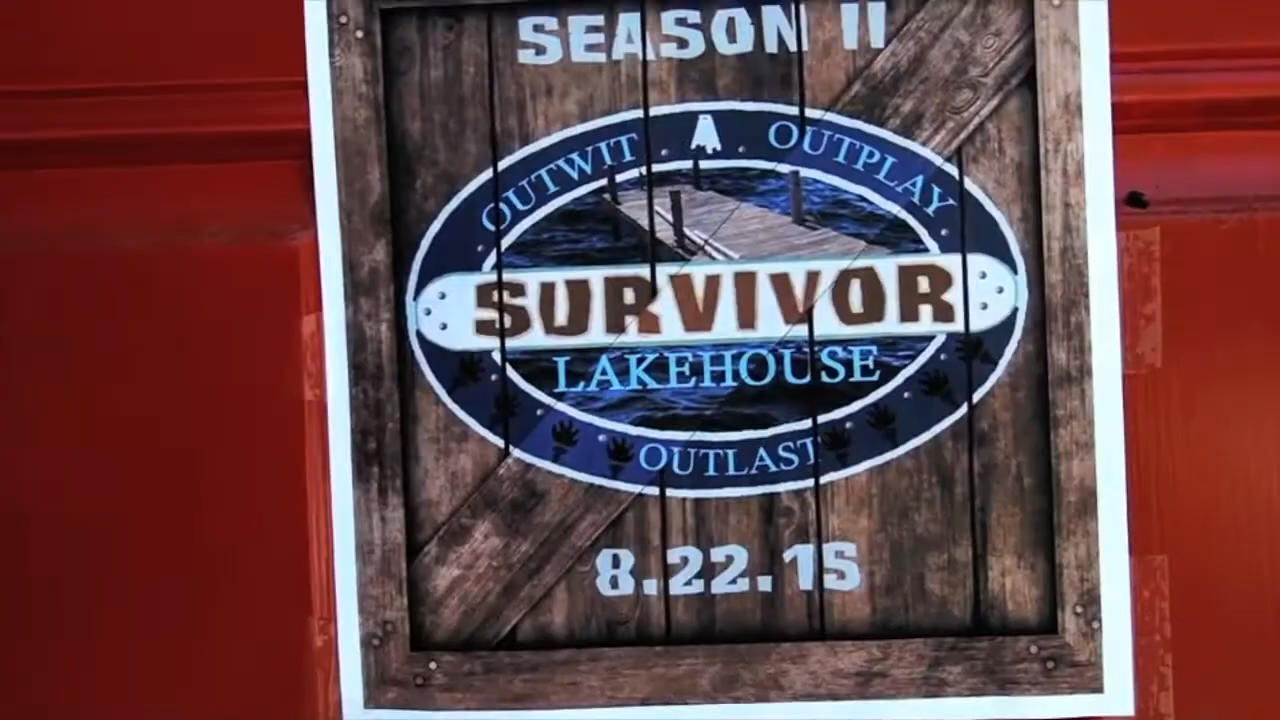 SEASON II
OUTWIT OUTPLAY
SURVIVOR
LAKEHOUSE
OUTLAST
8.22.15